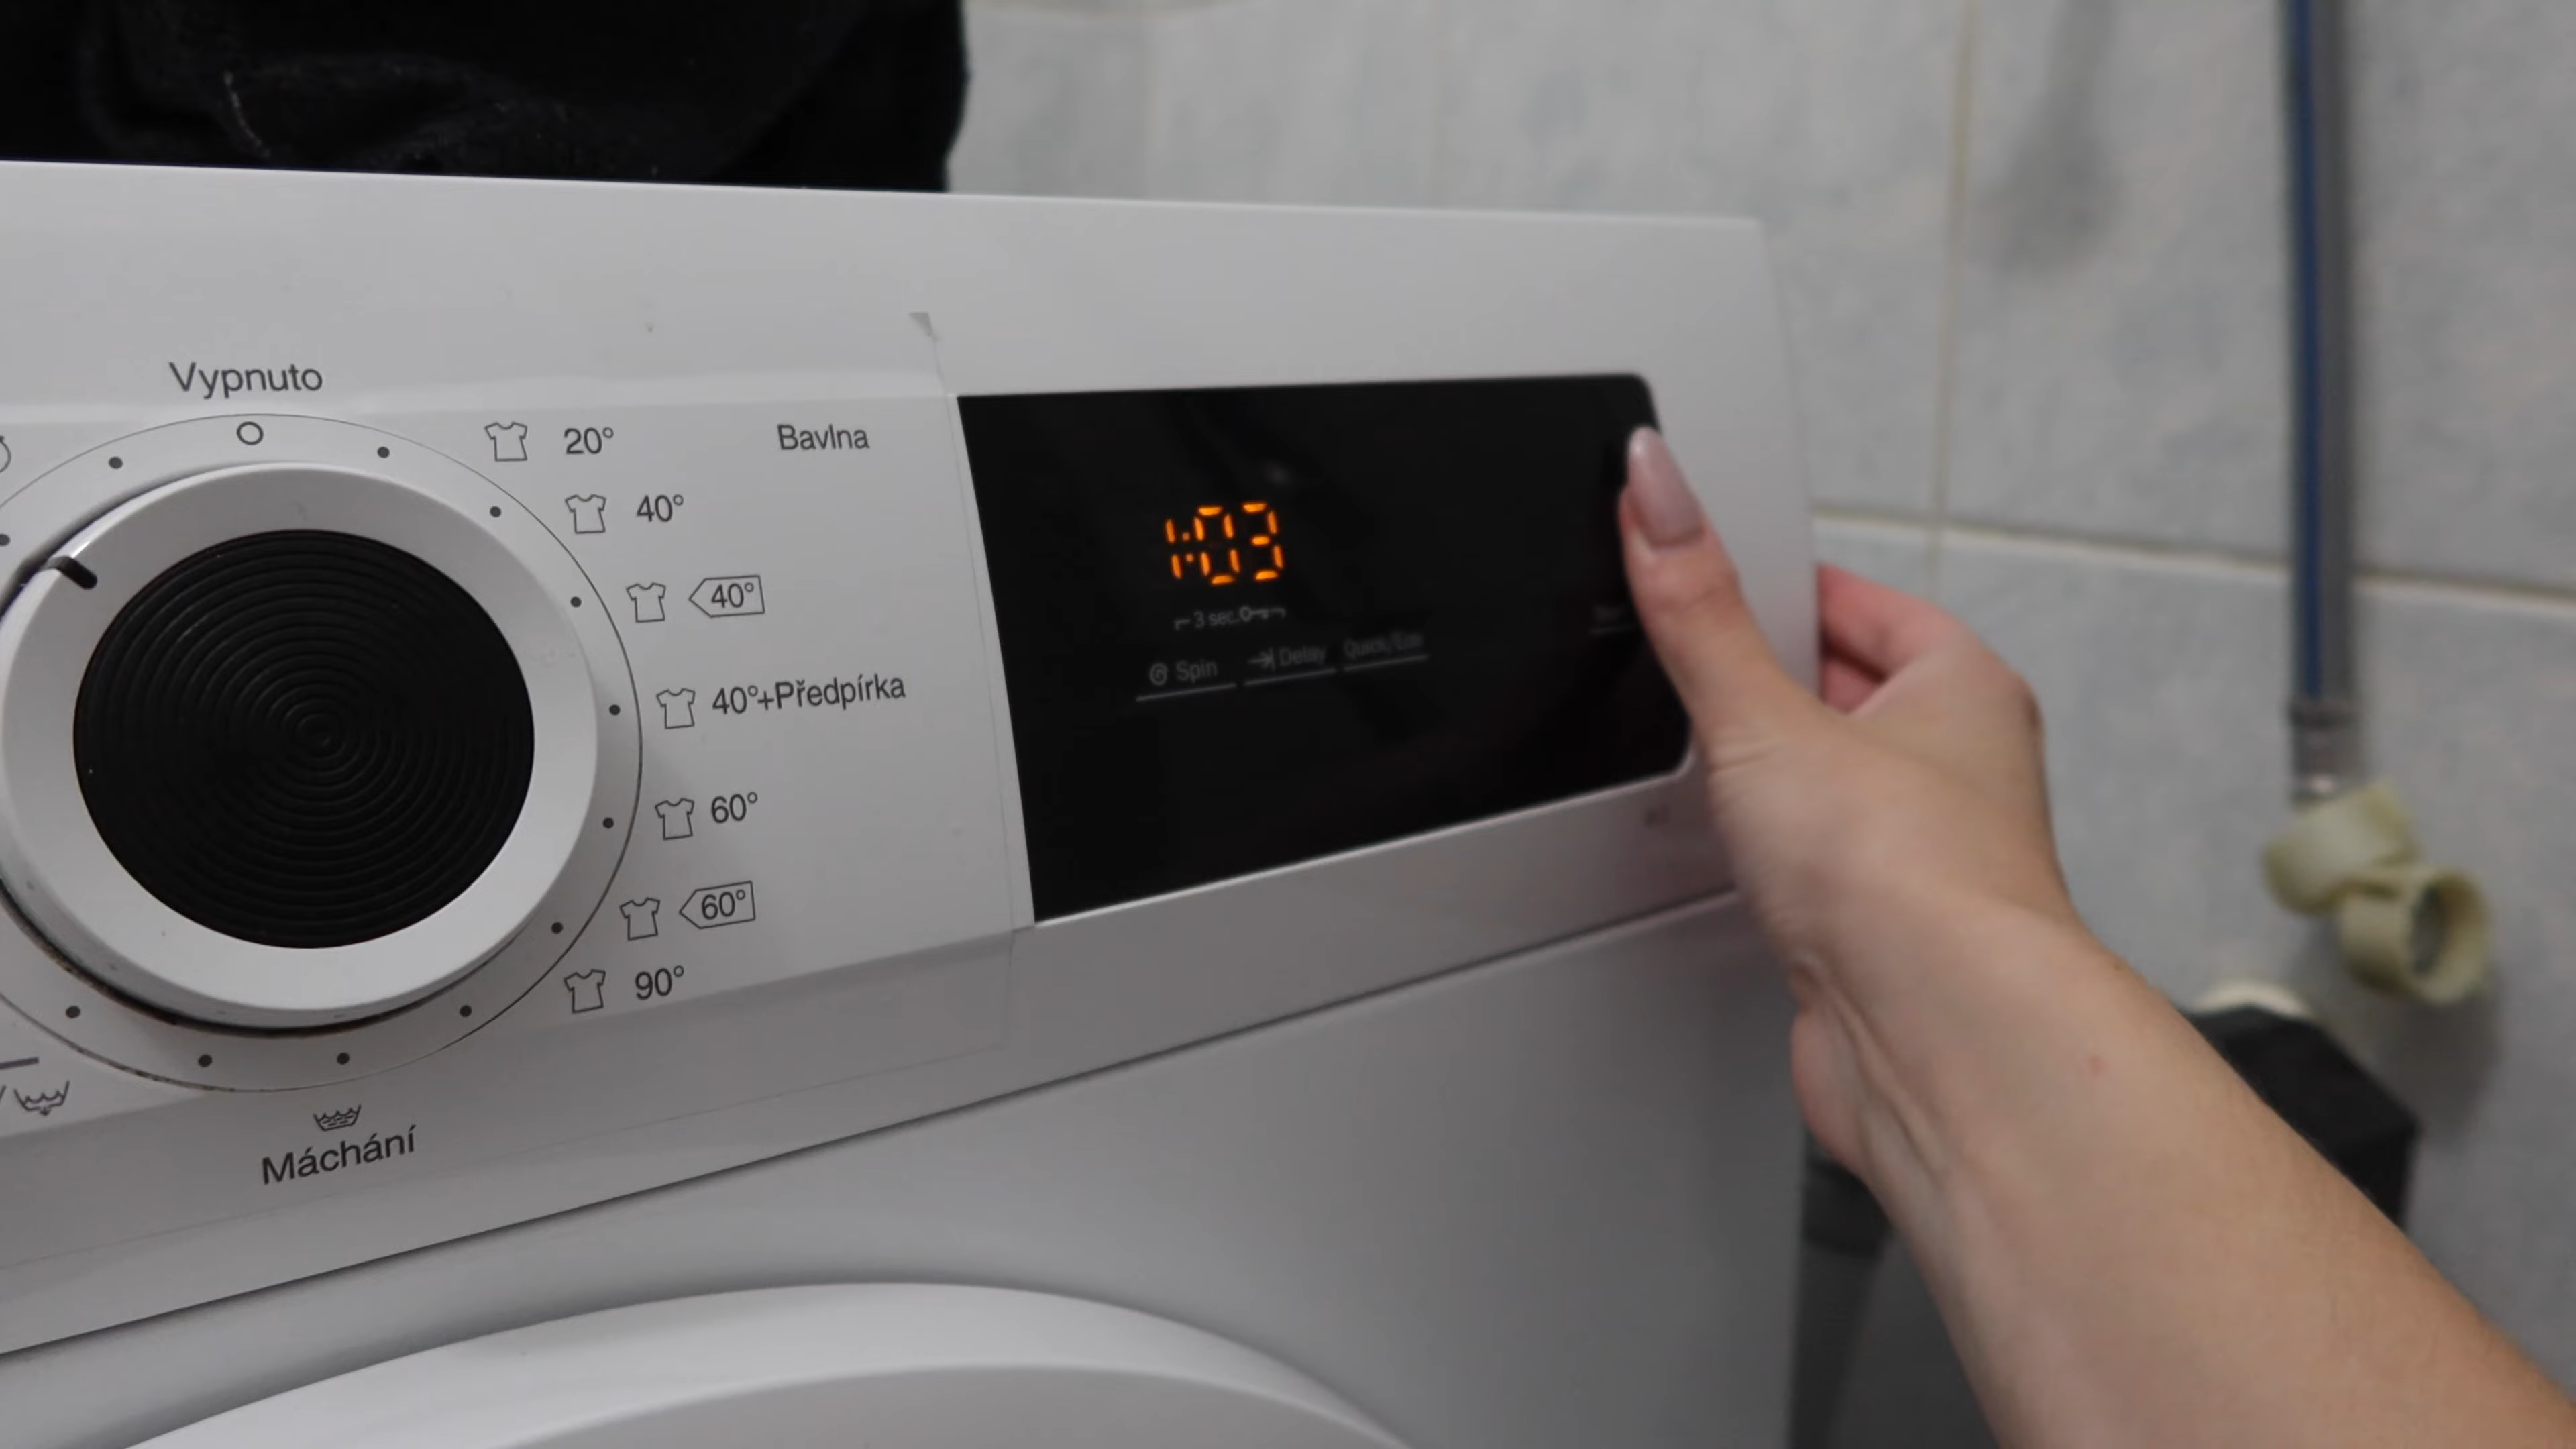 Vypnuto
20° Bavlna
40°
40°
40°+Předpírka
60°
60°
90°
Máchání
1:03
3 sec.
Spin Delay